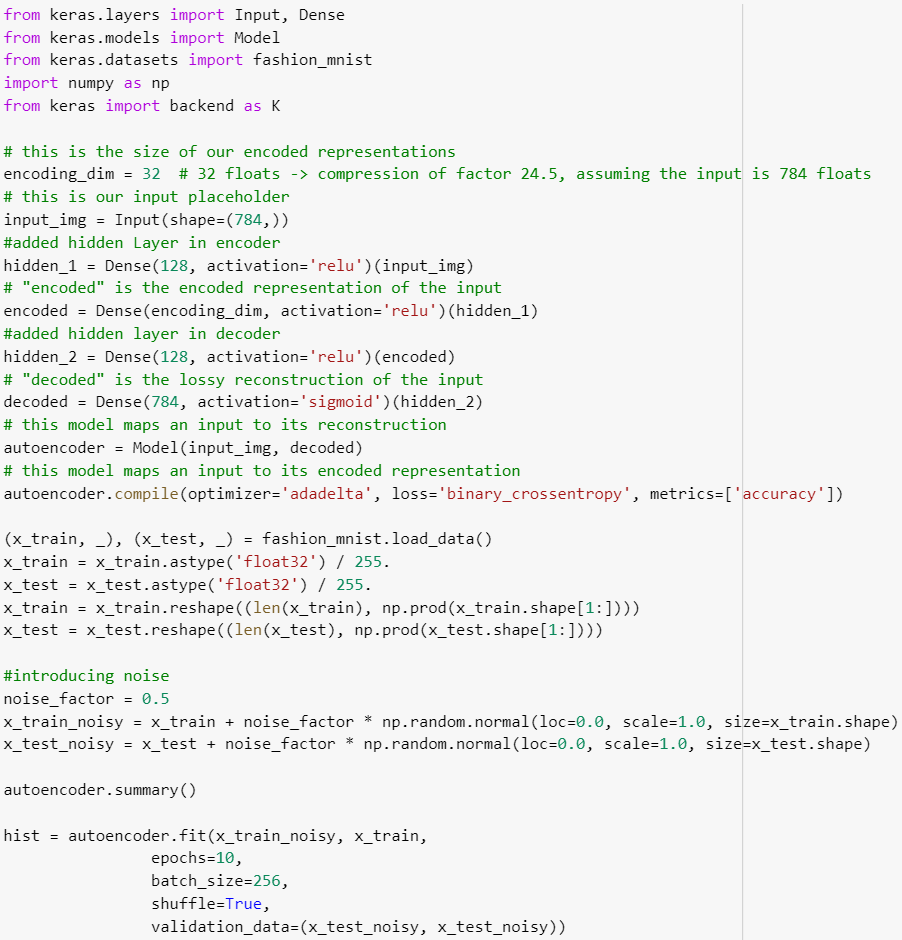 from keras.layers import Input, Dense
from keras.models import Model
from keras.datasets import fashion_mnist
import numpy as np
from keras import backend as K
# this is the size of our encoded representations
encoding_dim = 32  # 32 floats -> compression of factor 24.5, assuming the input is 784 floats
# this is our input placeholder
input_img = Input(shape=(784,))
#added hidden Layer in encoder
hidden_1 = Dense(128, activation='relu')(input_img)
# "encoded" is the encoded representation of the input
encoded = Dense(encoding_dim, activation='relu')(hidden_1)
#added hidden layer in decoder
hidden_2 = Dense(128, activation='relu')(encoded)
# "decoded" is the lossy reconstruction of the input
decoded = Dense(784, activation='sigmoid')(hidden_2)
# this model maps an input to its reconstruction
autoencoder = Model(input_img, decoded)
# this model maps an input to its encoded representation
autoencoder.compile(optimizer='adadelta', loss='binary_crossentropy', metrics=['accuracy'])
(x_train, _), (x_test, _) = fashion_mnist.load_data()
x_train = x_train.astype('float32') / 255.
x_test = x_test.astype('float32') / 255.
x_train = x_train.reshape((len(x_train), np.prod(x_train.shape[1:])))
x_test = x_test.reshape((len(x_test), np.prod(x_test.shape[1:])))
#introducing noise
noise_factor = 0.5
x_train_noisy = x_train + noise_factor * np.random.normal(loc=0.0, scale=1.0, size=x_train.shape)
x_test_noisy = x_test + noise_factor * np.random.normal(loc=0.0, scale=1.0, size=x_test.shape)
autoencoder.summary()
hist = autoencoder.fit(x_train_noisy, x_train,
                epochs=10,
                batch_size=256,
                shuffle=True,
                validation_data=(x_test_noisy, x_test_noisy))